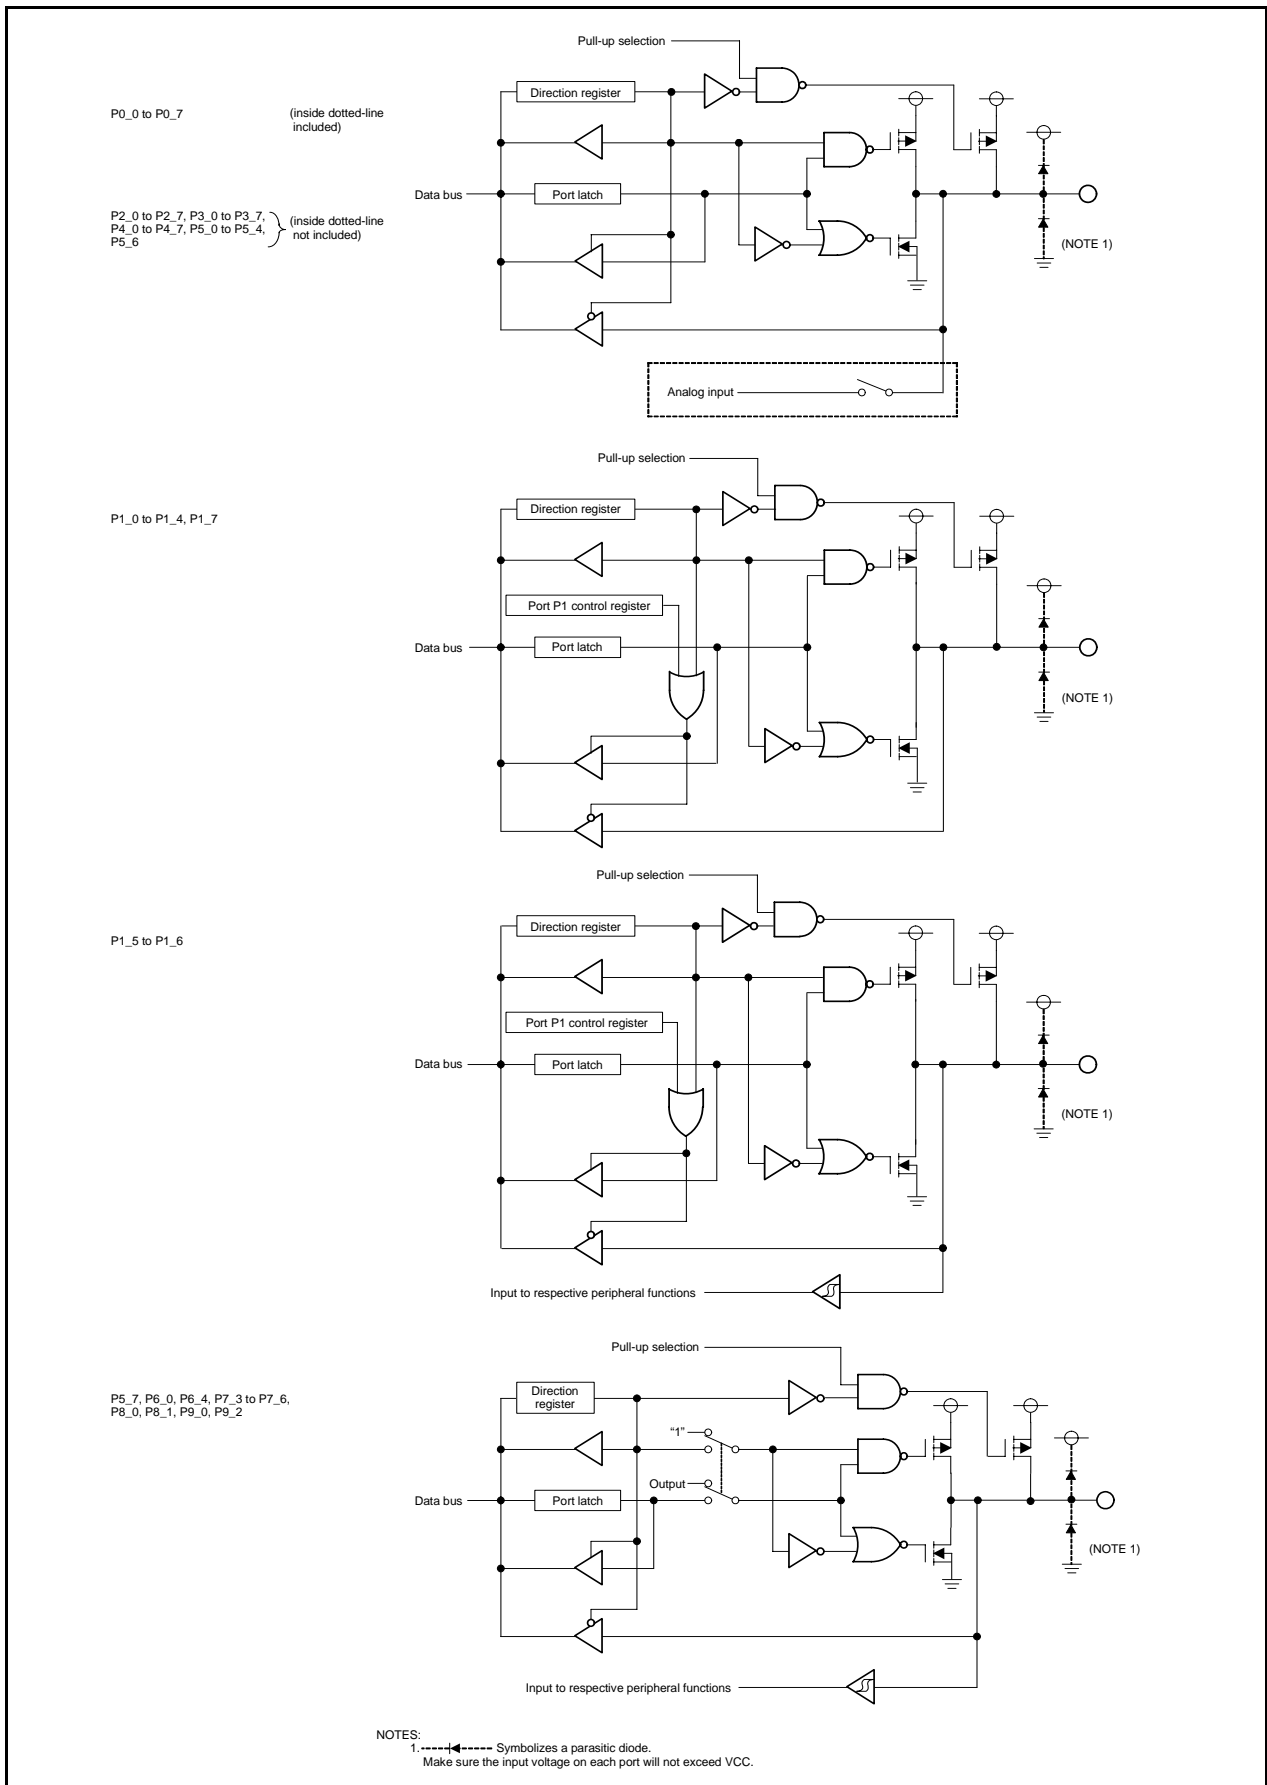 Pull-up selection
Direction register
P0_0 to P0_7
(inside dotted-line
included)
Data bus
Port latch
P2_0 to P2_7, P3_0 to P3_7,
P4_0 to P4_7, P5_0 to P5_4,
P5_6
(inside dotted-line
not included)
(NOTE 1)
Analog input
Pull-up selection
Direction register
P1_0 to P1_4, P1_7
Port P1 control register
Data bus
Port latch
(NOTE 1)
Pull-up selection
Direction register
P1_5 to P1_6
Port P1 control register
Data bus
Port latch
(NOTE 1)
Input to respective peripheral functions
Pull-up selection
P5_7, P6_0, P6_4, P7_3 to P7_6,
P8_0, P8_1, P9_0, P9_2
Direction
register
“1”
Output
Data bus
Port latch
(NOTE 1)
Input to respective peripheral functions
NOTES:
1. Symbolizes a parasitic diode.
Make sure the input voltage on each port will not exceed VCC.